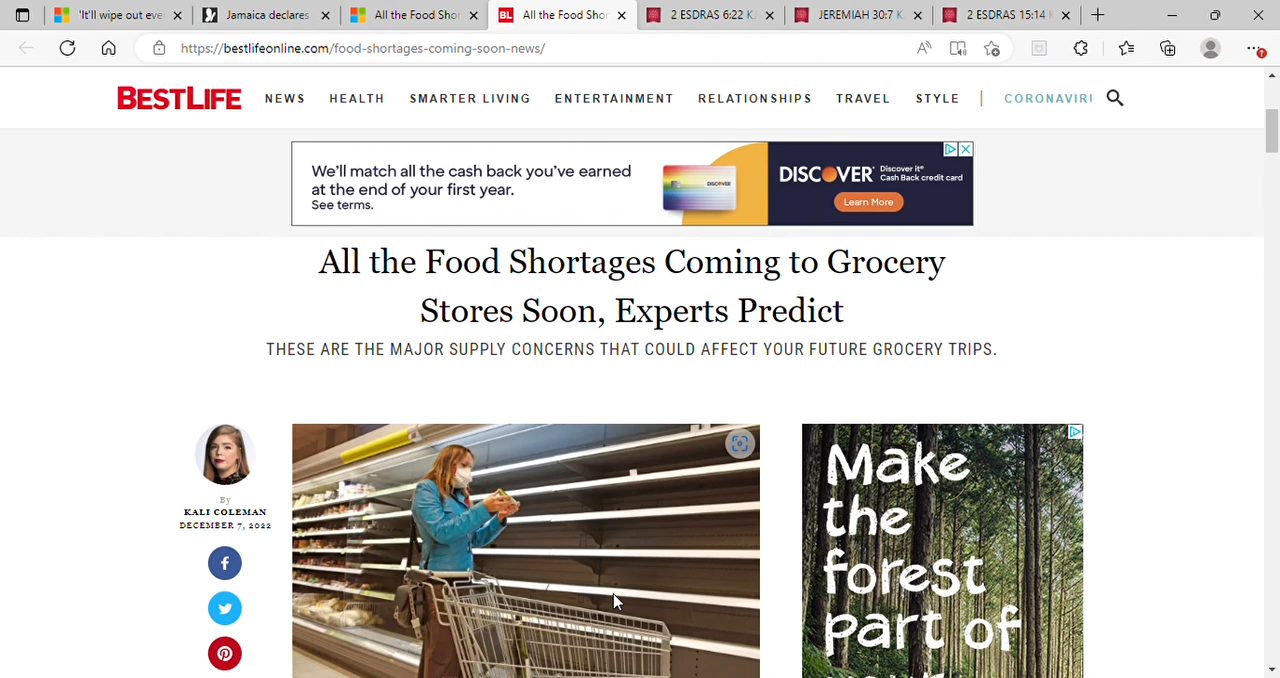 'It'll wipe out eve
Jamaica declares
All the Food Shor
All the Food Shor
2 ESDRAS 6:22 K
JEREMIAH 30:7 K
2 ESDRAS 15:14
https://bestlifeonline.com/food-shortages-coming-soon-news/
BESTLIFE
NEWS
HEALTH
SMARTER LIVING
ENTERTAINMENT
RELATIONSHIPS
TRAVEL
STYLE
CORONAVIRU
We'll match all the cash back you've earned
at the end of your first year.
See terms.
DISCOVER
DISCOVER
Discover it®
Cash Back credit card
Learn More
All the Food Shortages Coming to Grocery
Stores Soon, Experts Predict
THESE ARE THE MAJOR SUPPLY CONCERNS THAT COULD AFFECT YOUR FUTURE GROCERY TRIPS.
By
KALI COLEMAN
DECEMBER 7, 2022
Make
the
forest
part of